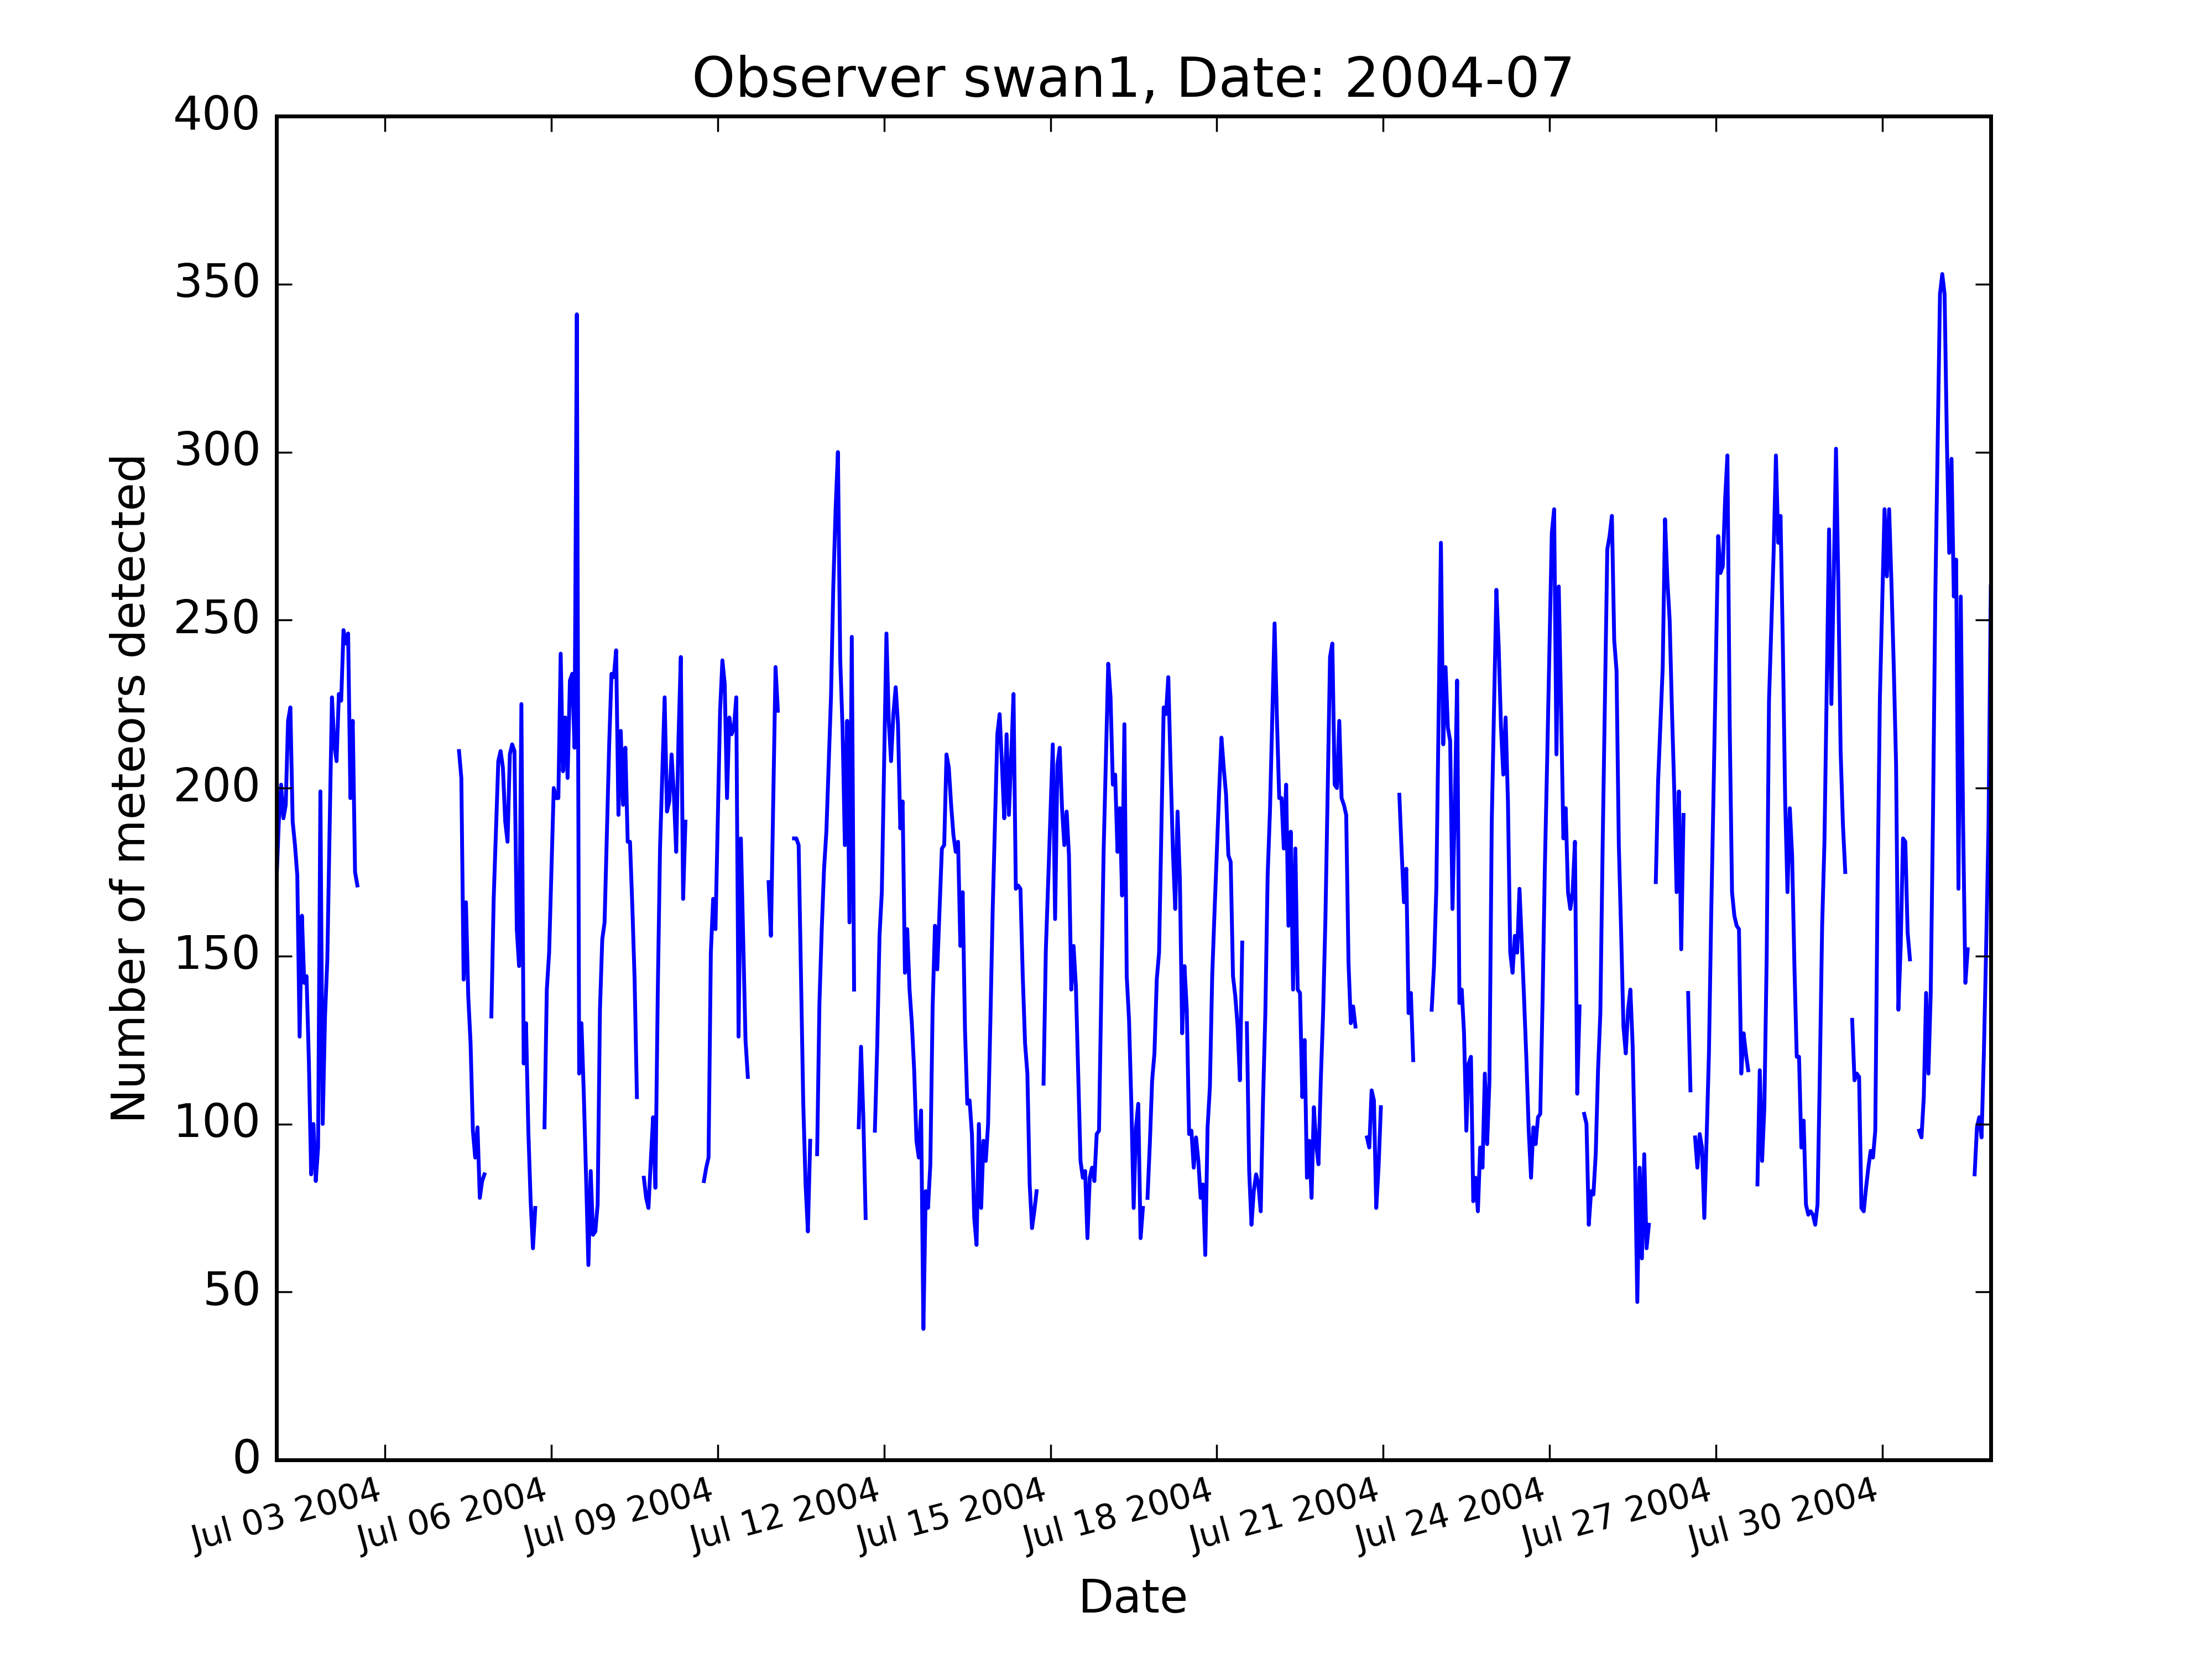 Observer swan1, Date: 2004-07
400
350
300
250
200
150
100
50
0
Number of meteors detected
Jul 03 2004
Jul 06 2004
Jul 09 2004
Jul 12 2004
Jul 15 2004
Jul 18 2004
Jul 21 2004
Jul 24 2004
Jul 27 2004
Jul 30 2004
Date